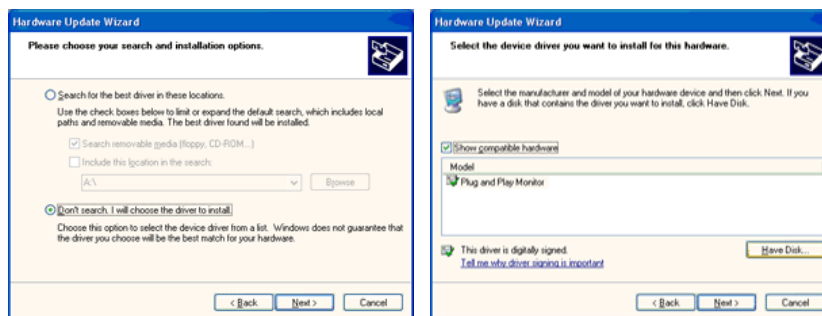 Hardware Update Wizard
Please choose your search and installation options.
Search for the best driver in these locations.
Use the check boxes below to limit or expand the default search, which includes local
paths and removable media. The best driver found will be installed.
Search removable media (floppy, CD-ROM...)
Include this location in the search:
A:\
Browse
Don't search. I will choose the driver to install.
Choose this option to select the device driver from a list. Windows does not guarantee that
the driver you choose will be the best match for your hardware.
< Back
Next >
Cancel
Hardware Update Wizard
Select the device driver you want to install for this hardware.
Select the manufacturer and model of your hardware device and then click Next. If you
have a disk that contains the driver you want to install, click Have Disk.
Show compatible hardware
Model
Plug and Play Monitor
This driver is digitally signed.
Tell me why driver signing is important
Have Disk...
< Back
Next >
Cancel